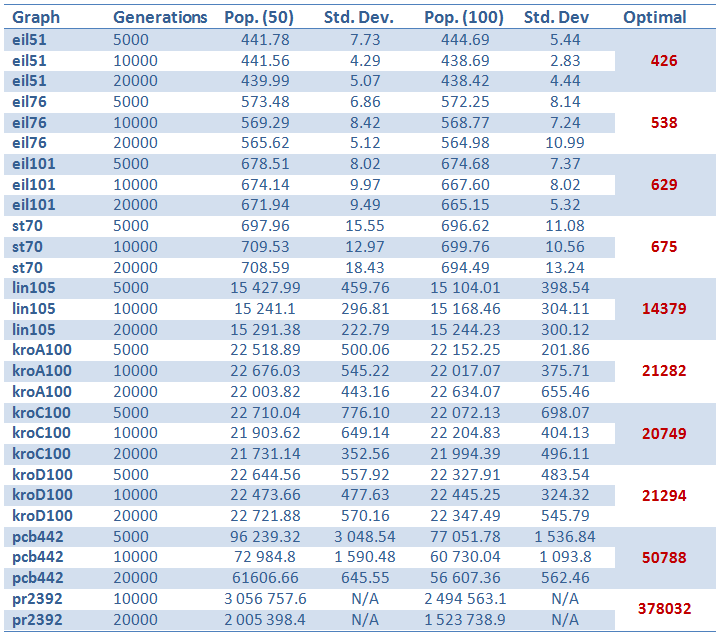 Graph Generations Pop. (50) Std. Dev. Pop. (100) Std. Dev Optimal
eil51 5000 441.78 7.73 444.69 5.44
eil51 10000 441.56 4.29 438.69 2.83 426
eil51 20000 439.99 5.07 438.42 4.44
eil76 5000 573.48 6.86 572.25 8.14
eil76 10000 569.29 8.42 568.77 7.24 538
eil76 20000 565.62 5.12 564.98 10.99
eil101 5000 678.51 8.02 674.68 7.37
eil101 10000 674.14 9.97 667.60 8.02 629
eil101 20000 671.94 9.49 665.15 5.32
st70 5000 697.96 15.55 696.62 11.08
st70 10000 709.53 12.97 699.76 10.56 675
st70 20000 708.59 18.43 694.49 13.24
lin105 5000 15 427.99 459.76 15 104.01 398.54
lin105 10000 15 241.1 296.81 15 168.46 304.11 14379
lin105 20000 15 291.38 222.79 15 244.23 300.12
kroA100 5000 22 518.89 500.06 22 152.25 201.86
kroA100 10000 22 676.03 545.22 22 017.07 375.71 21282
kroA100 20000 22 003.82 443.16 22 634.07 655.46
kroC100 5000 22 710.04 776.10 22 072.13 698.07
kroC100 10000 21 903.62 649.14 22 204.83 404.13 20749
kroC100 20000 21 731.14 352.56 21 994.39 496.11
kroD100 5000 22 644.56 557.92 22 327.91 483.54
kroD100 10000 22 473.66 477.63 22 445.25 324.32 21294
kroD100 20000 22 721.88 570.16 22 347.49 545.79
pcb442 5000 96 239.32 3 048.54 77 051.78 1 536.84
pcb442 10000 72 984.8 1 590.48 60 730.04 1 093.8 50788
pcb442 20000 61606.66 645.55 56 607.36 562.46
pr2392 10000 3 056 757.6 N/A 2 494 563.1 N/A 378032
pr2392 20000 2 005 398.4 N/A 1 523 738.9 N/A